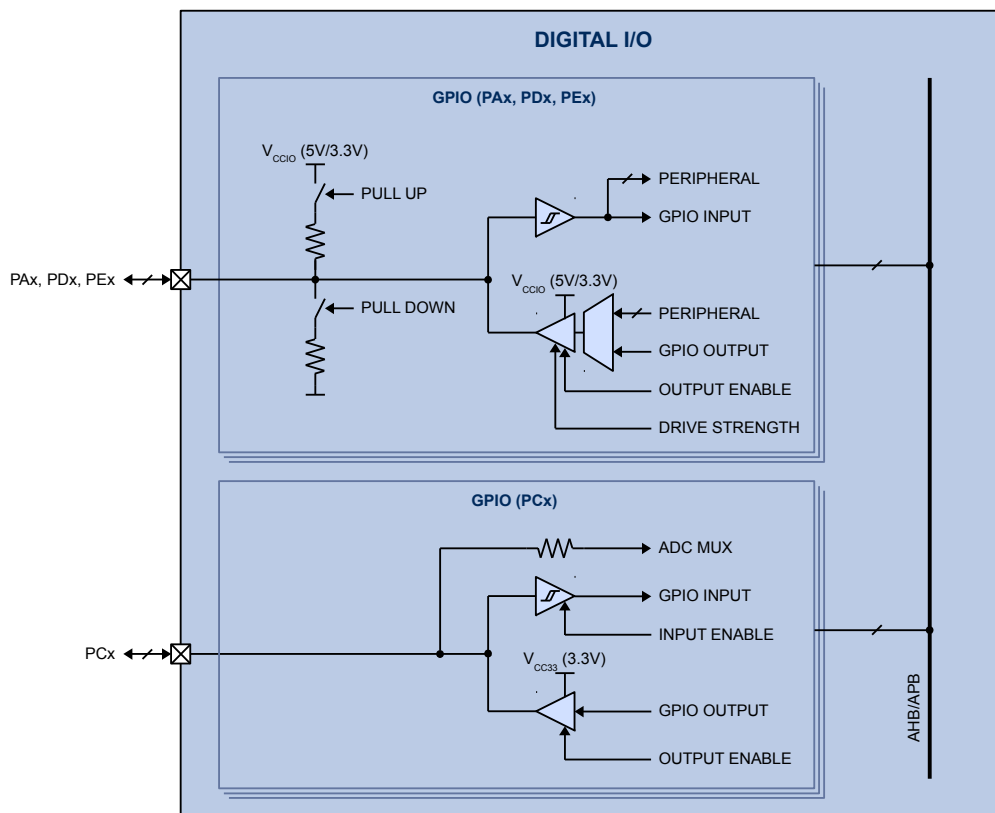 DIGITAL I/O
GPIO (PAx, PDx, PEx)
VCCIO (5V/3.3V)
PULL UP
PERIPHERAL
GPIO INPUT
PAx, PDx, PEx
VCCIO (5V/3.3V)
PULL DOWN
PERIPHERAL
GPIO OUTPUT
OUTPUT ENABLE
DRIVE STRENGTH
GPIO (PCx)
ADC MUX
GPIO INPUT
INPUT ENABLE
PCx
VCC33 (3.3V)
GPIO OUTPUT
OUTPUT ENABLE
AHB/APB